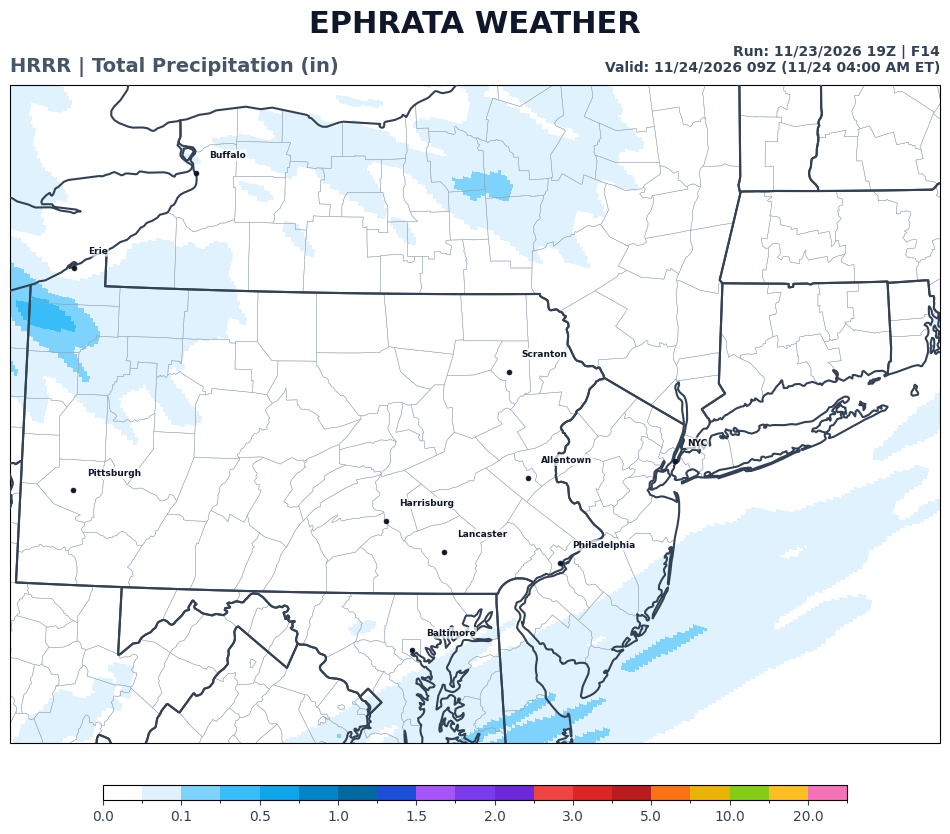 EPHRATA WEATHER
HRRR | Total Precipitation (in)
Run: 11/23/2026 19Z | F14
Valid: 11/24/2026 09Z (11/24 04:00 AM ET)
Buffalo
Erie
Scranton
NYC
Allentown
Pittsburgh
Harrisburg
Lancaster
Philadelphia
Baltimore
0.0 0.1 0.5 1.0 1.5 2.0 3.0 5.0 10.0 20.0